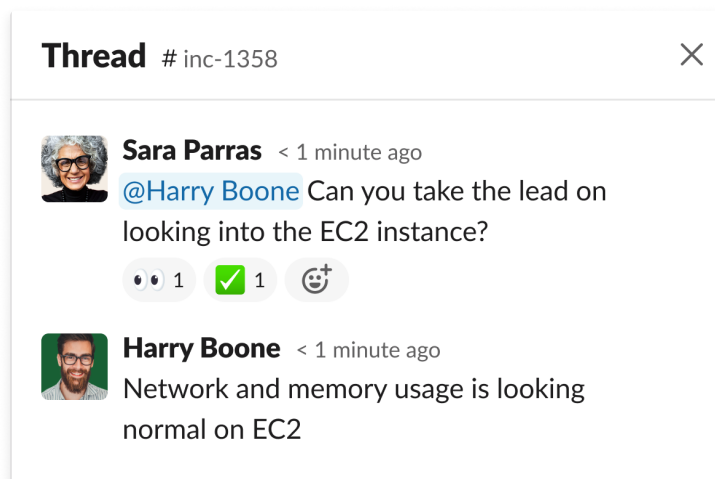 Thread # inc-1358
Sara Parras < 1 minute ago
@Harry Boone Can you take the lead on
looking into the EC2 instance?
1 1
Harry Boone < 1 minute ago
Network and memory usage is looking
normal on EC2